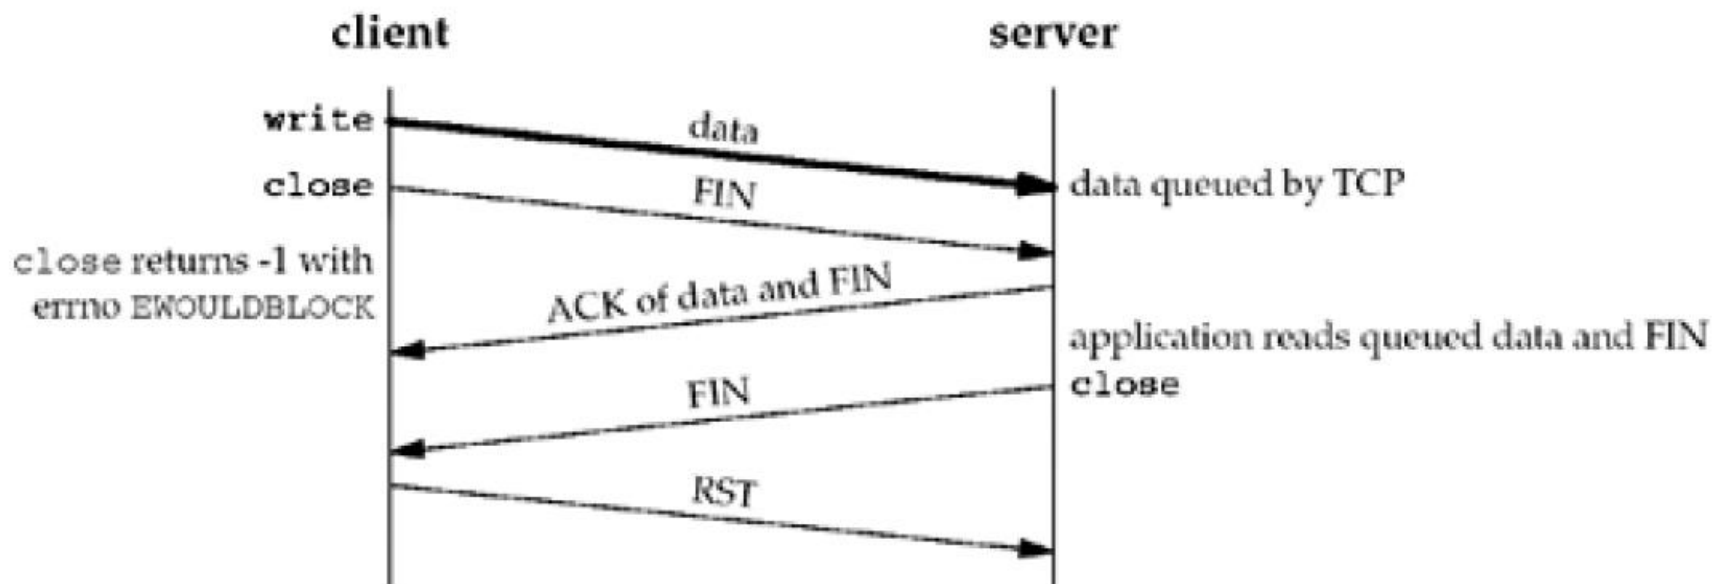 client
server
write
data
close
FIN
data queued by TCP
close returns -1 with
errno EWOULDBLOCK
ACK of data and FIN
application reads queued data and FIN
close
FIN
RST